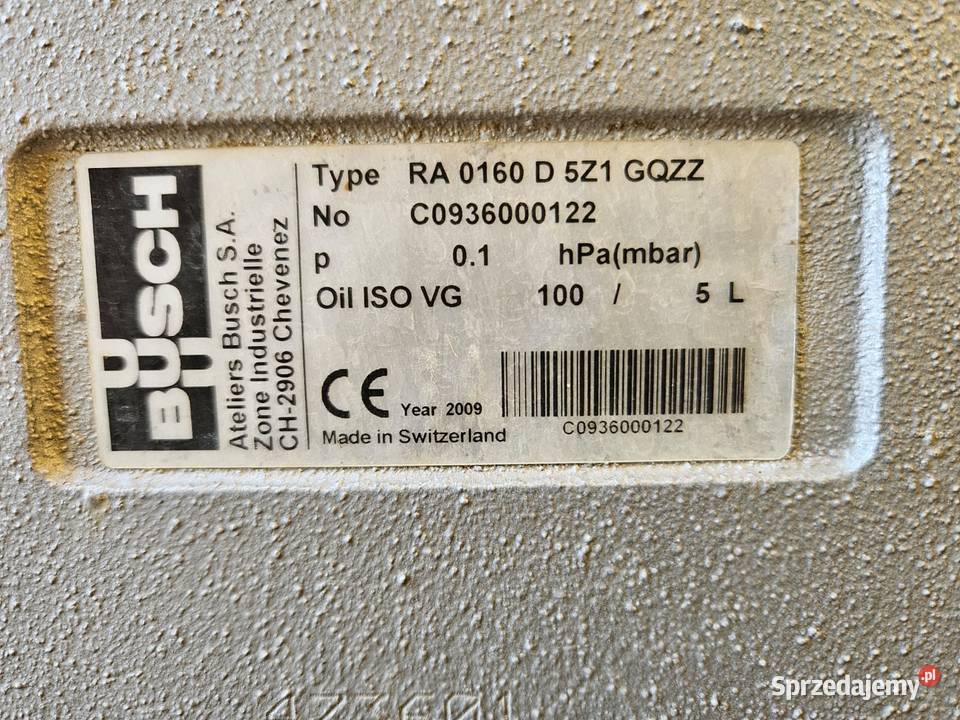 BUSCH
Ateliers Busch S.A.
Zone Industrielle
CH-2906 Chevenez
Type RA 0160 D 5Z1 GQZZ
No C0936000122
p 0.1 hPa(mbar)
Oil ISO VG 100 / 5 L
CE Year 2009
Made in Switzerland
C0936000122
Sprzedajemy.pl